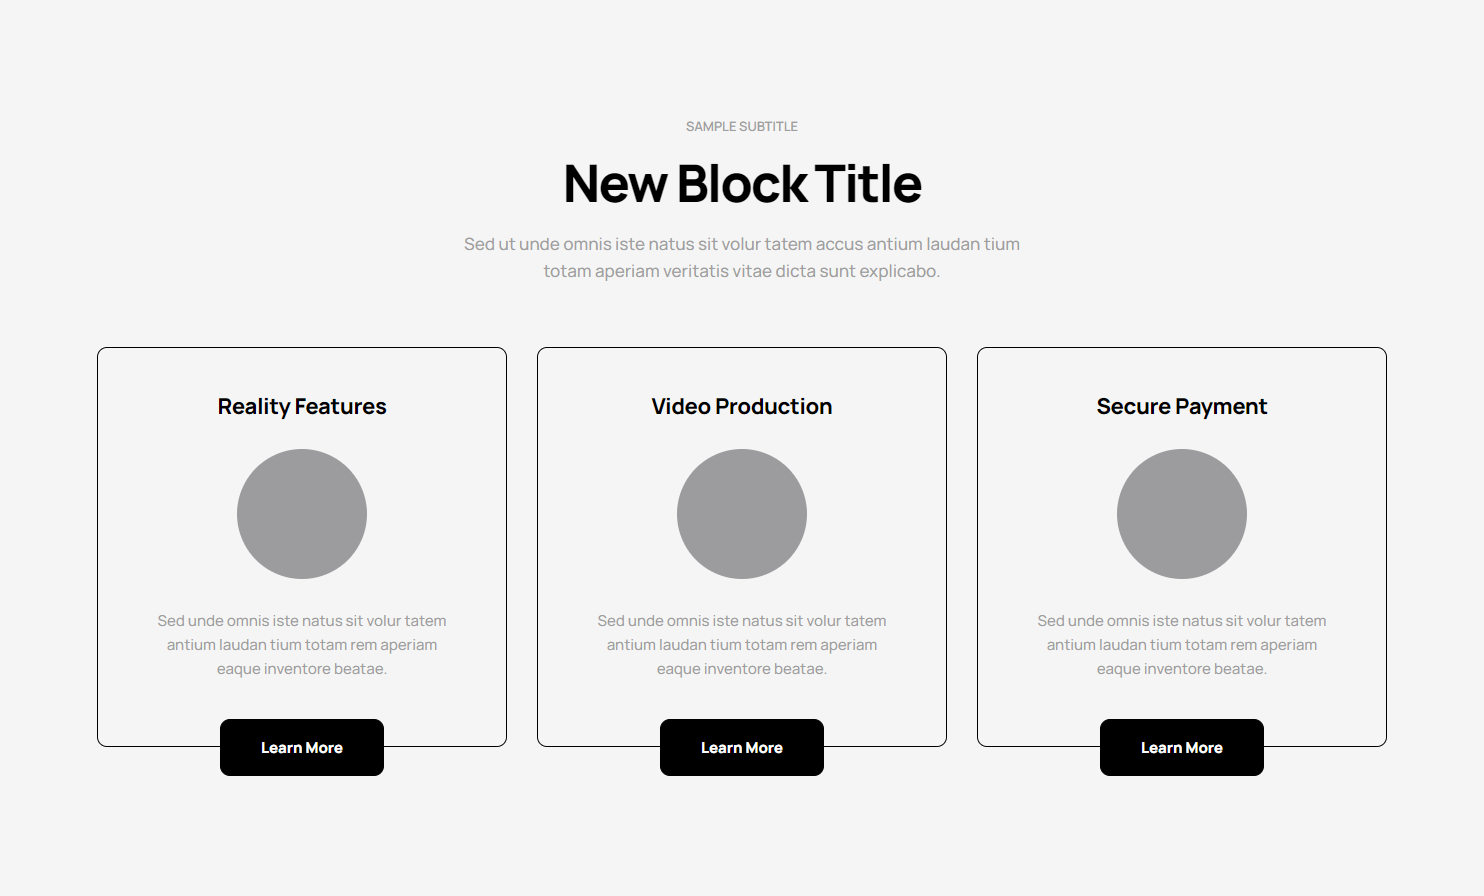 SAMPLE SUBTITLE
New Block Title
Sed ut unde omnis iste natus sit volur tatem accus antium laudan tium
totam aperiam veritatis vitae dicta sunt explicabo.
Reality Features
Sed unde omnis iste natus sit volur tatem
antium laudan tium totam rem aperiam
eaque inventore beatae.
Learn More
Video Production
Sed unde omnis iste natus sit volur tatem
antium laudan tium totam rem aperiam
eaque inventore beatae.
Learn More
Secure Payment
Sed unde omnis iste natus sit volur tatem
antium laudan tium totam rem aperiam
eaque inventore beatae.
Learn More